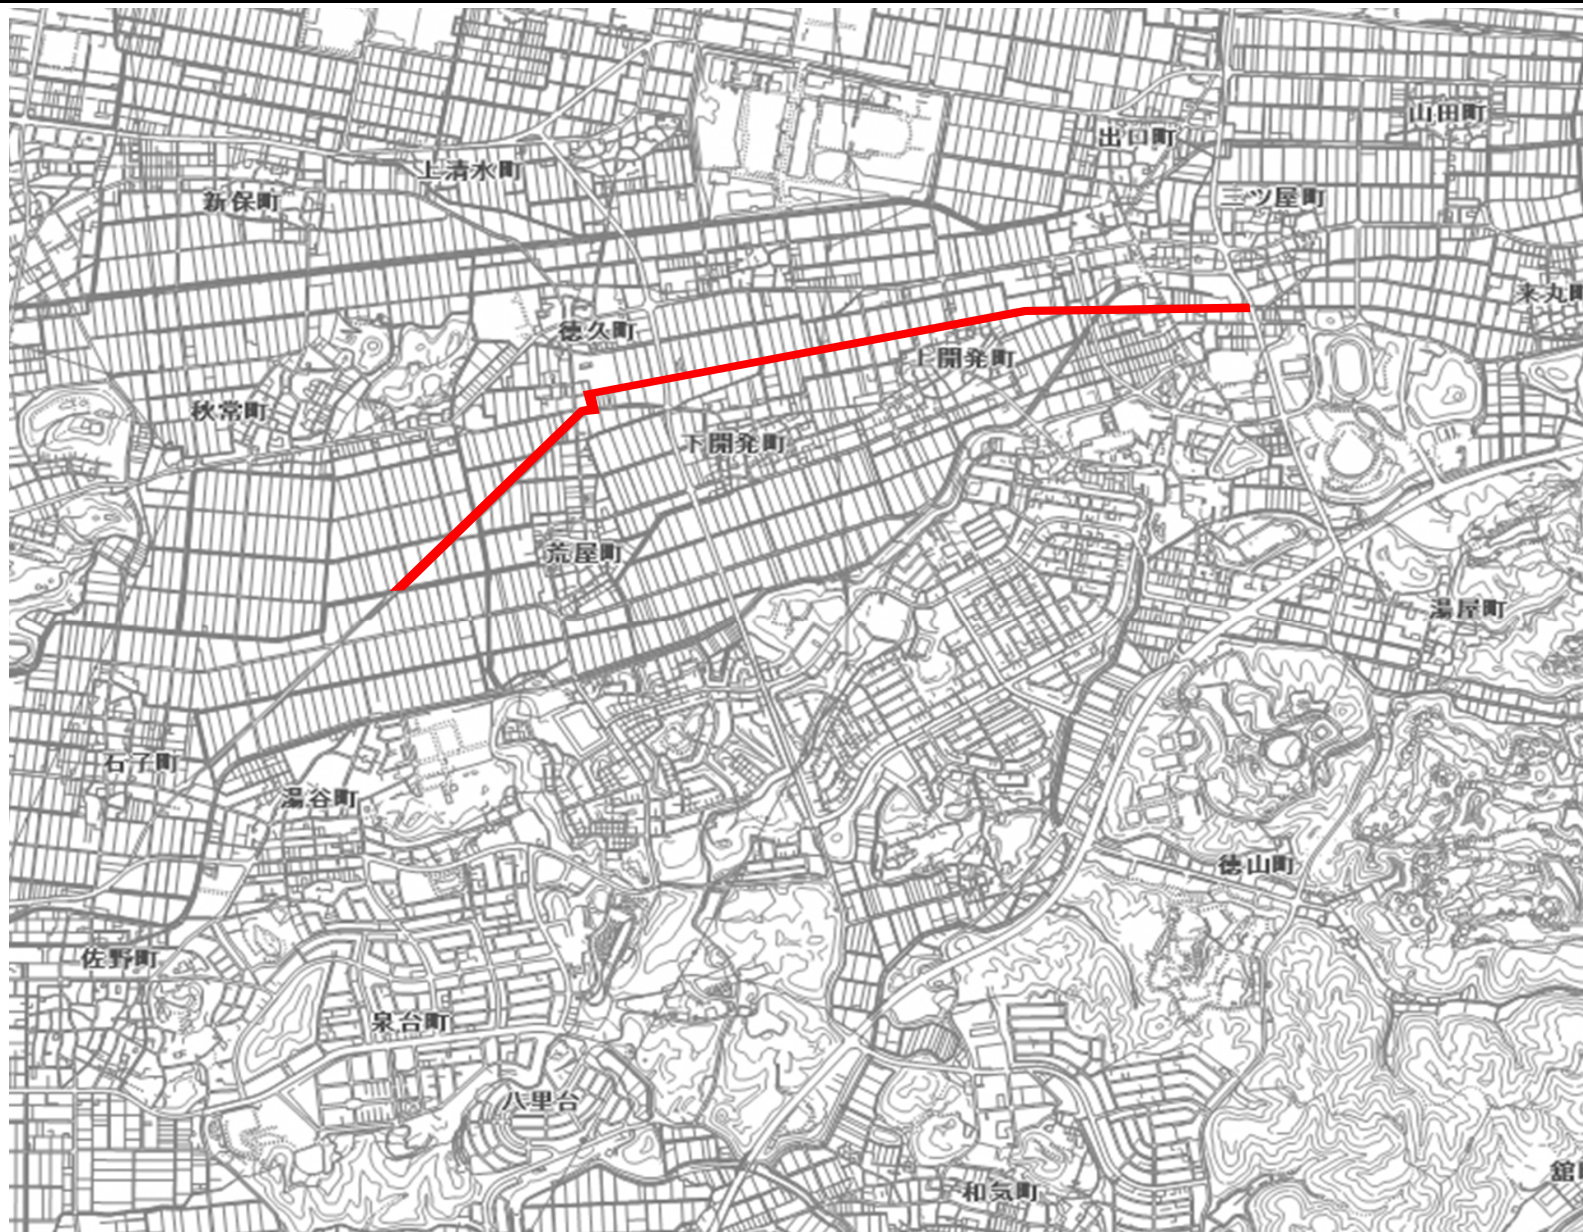 山田町
出口町
上清水町
新保町
三ツ屋町
来丸町
徳久町
上開発町
秋常町
下開発町
荒屋町
湯屋町
石子町
湯谷町
徳山町
佐野町
泉台町
八里台
和気町